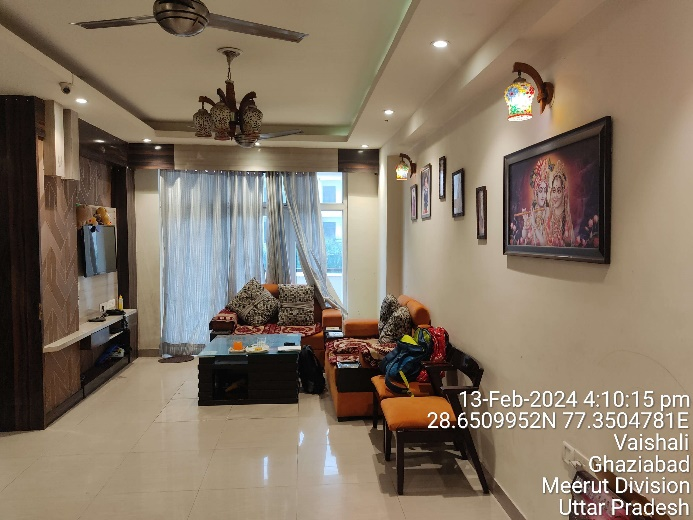 13-Feb-2024 4:10:15 pm
28.6509952N 77.3504781E
Vaishali
Ghaziabad
Meerut Division
Uttar Pradesh